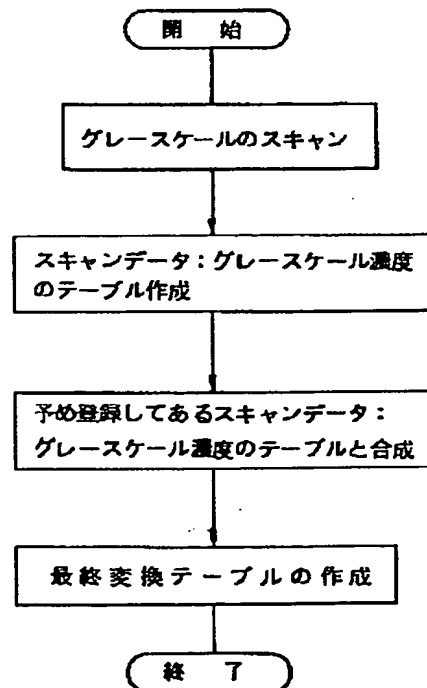 開 始
グレースケールのスキャン
スキャンデータ：グレースケール濃度
のテーブル作成
予め登録してあるスキャンデータ：
グレースケール濃度のテーブルと合成
最終変換テーブルの作成
終 了